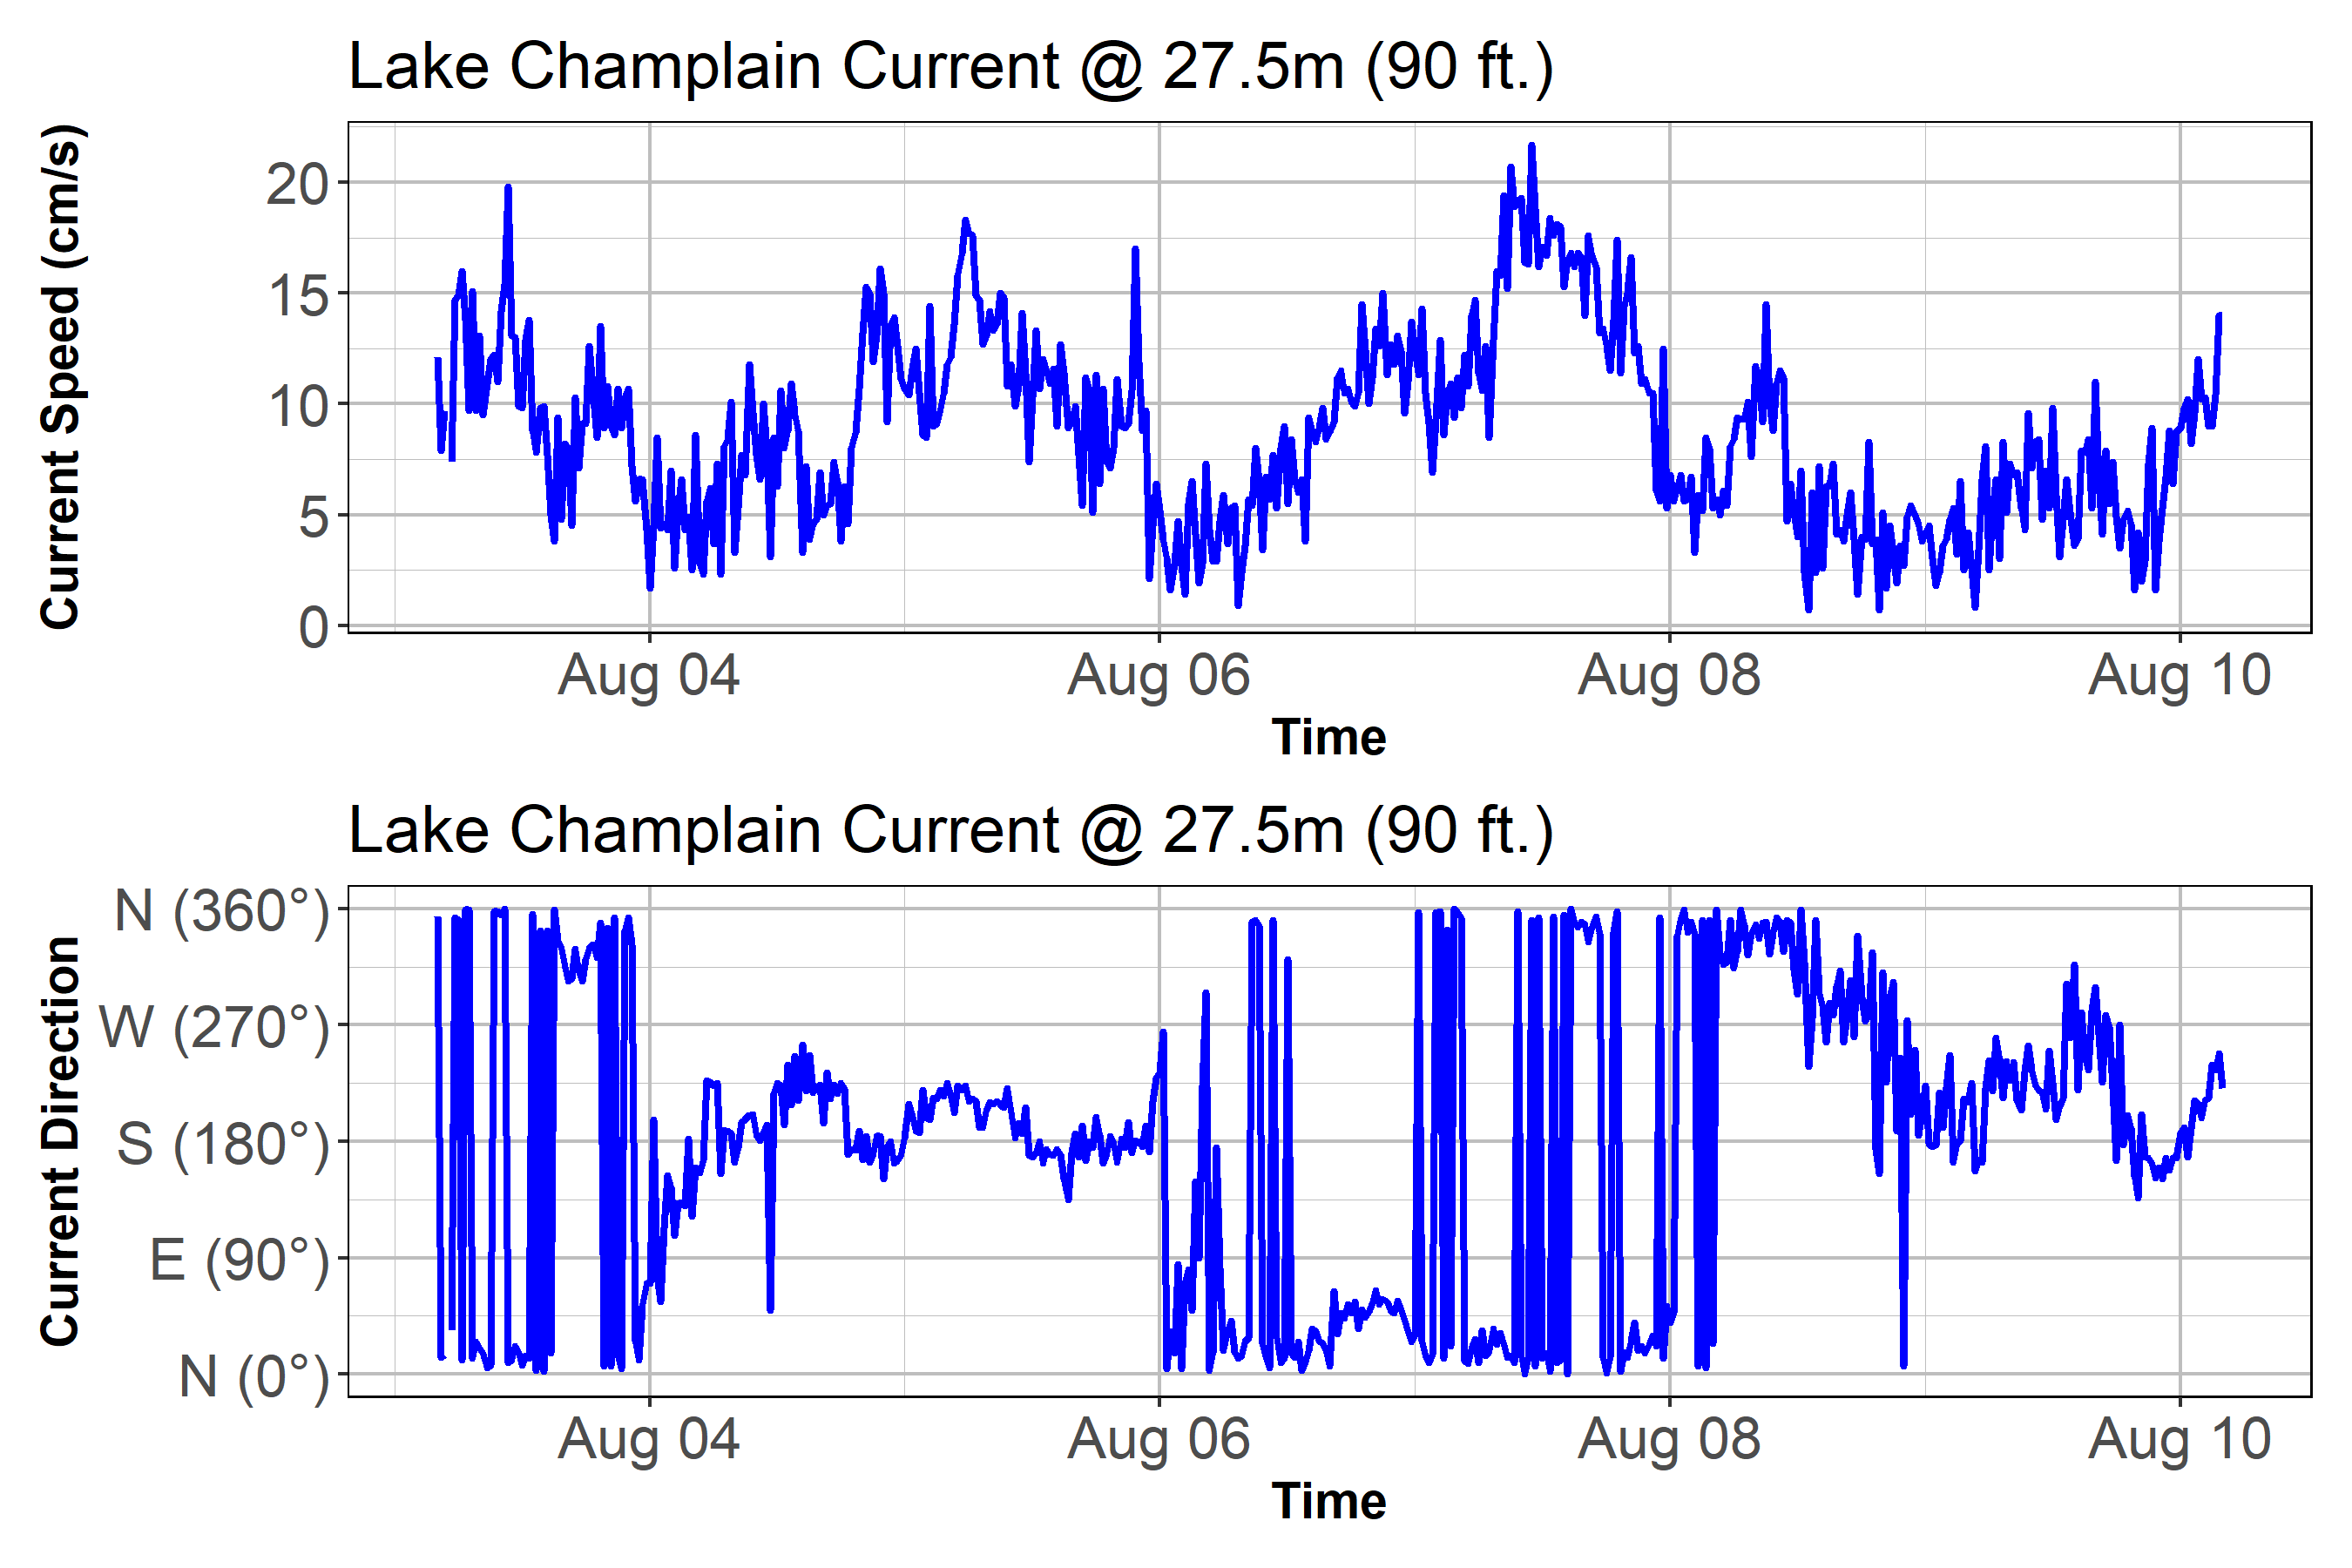 Lake Champlain Current @ 27.5m (90 ft.)
Current Speed (cm/s)
20
15
10
5
0
Aug 04 Aug 06 Aug 08 Aug 10
Time
Lake Champlain Current @ 27.5m (90 ft.)
Current Direction
N (360°)
W (270°)
S (180°)
E (90°)
N (0°)
Aug 04 Aug 06 Aug 08 Aug 10
Time